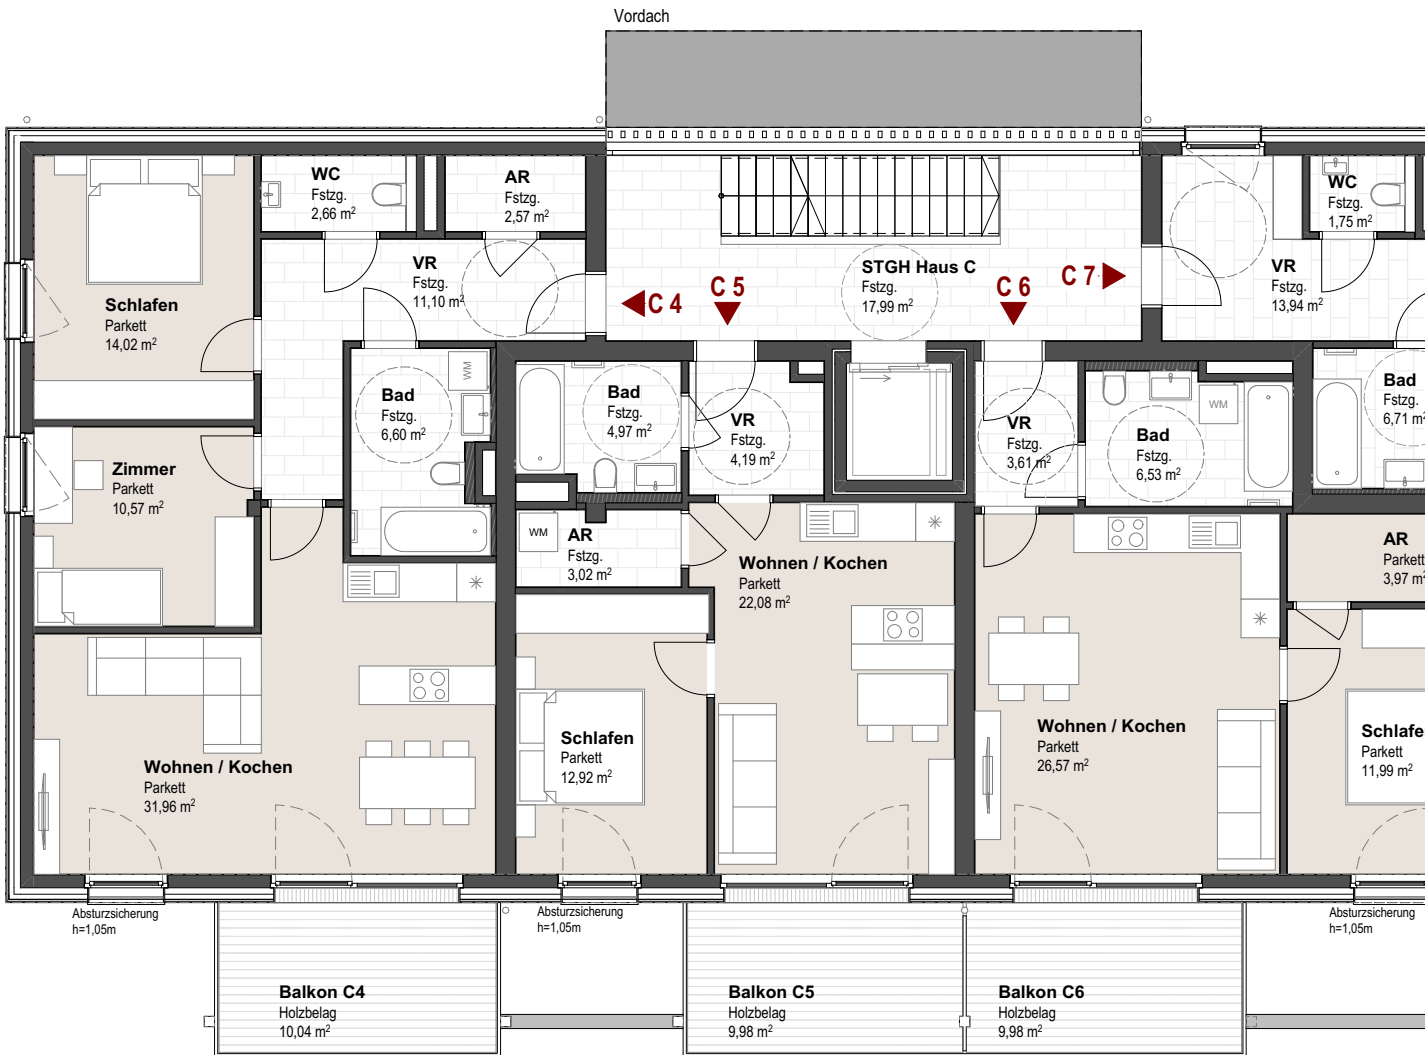 Vordach
WC
Fstzg.
2,66 m²
AR
Fstzg.
2,57 m²
VR
Fstzg.
11,10 m²
Schlafen
Parkett
14,02 m²
C 4
C 5
STGH Haus C
Fstzg.
17,99 m²
C 6
C 7
WC
Fstzg.
1,75 m²
VR
Fstzg.
13,94 m²
Bad
Fstzg.
6,60 m²
WM
Bad
Fstzg.
4,97 m²
VR
Fstzg.
4,19 m²
VR
Fstzg.
3,61 m²
Bad
Fstzg.
6,53 m²
WM
Bad
Fstzg.
6,71 m²
Zimmer
Parkett
10,57 m²
WM
AR
Fstzg.
3,02 m²
Wohnen / Kochen
Parkett
22,08 m²
AR
Parkett
3,97 m²
Wohnen / Kochen
Parkett
31,96 m²
Schlafen
Parkett
12,92 m²
Wohnen / Kochen
Parkett
26,57 m²
Schlafe
Parkett
11,99 m²
Absturzsicherung
h=1,05m
Absturzsicherung
h=1,05m
Absturzsicherung
h=1,05m
Balkon C4
Holzbelag
10,04 m²
Balkon C5
Holzbelag
9,98 m²
Balkon C6
Holzbelag
9,98 m²